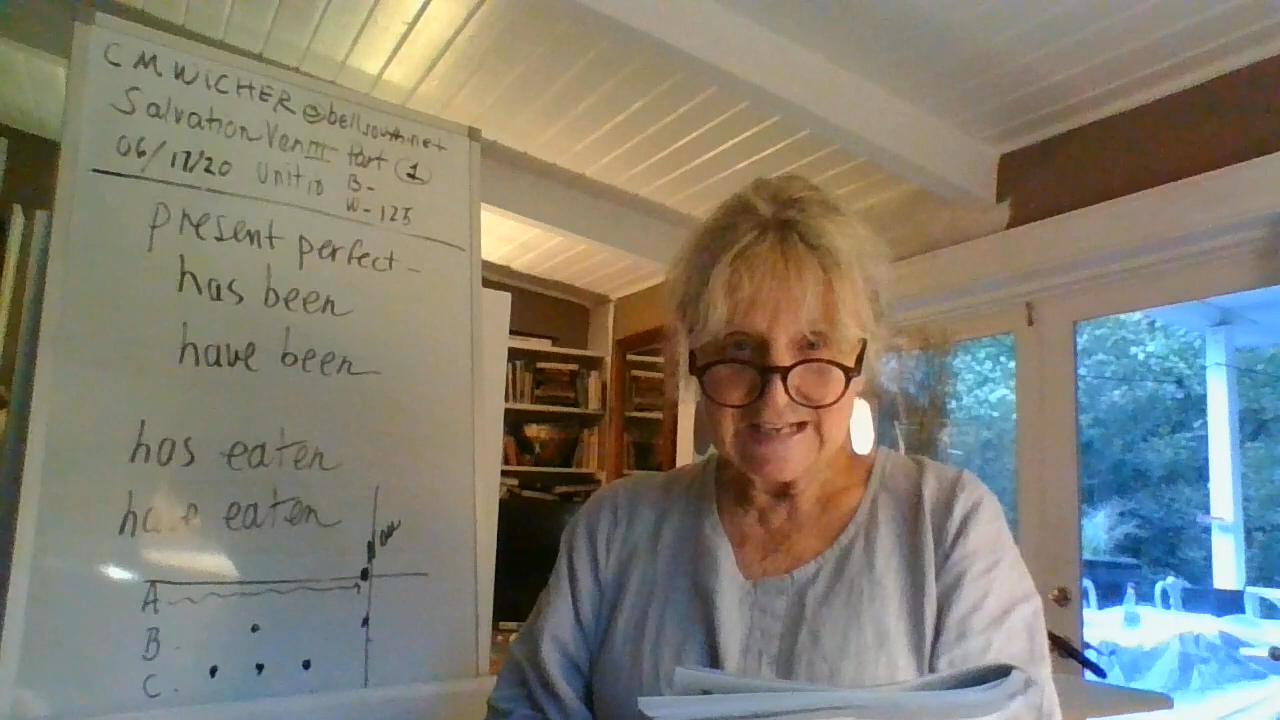 CMWICHER@bellsouth.net
Salvation Ven III Part 1
06/17/20 Unit 10 B-
W-125
present perfect-
has been
have been
has eaten
have eaten
Now
A
B
C